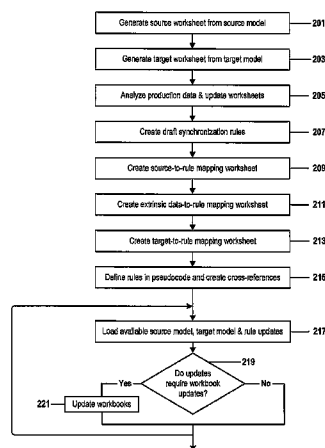 Generate source worksheet from source model
201
Generate target worksheet from target model
203
Analyze production data & update worksheets
205
Create draft synchronization rules
207
Create source-to-rule mapping worksheet
209
Create extrinsic data-to-rule mapping worksheet
211
Create target-to-rule mapping worksheet
213
Define rules in pseudocode and create cross-references
215
Load available source model, target model & rule updates
217
219
Do updates
require workbook
updates?
Yes
No
221
Update workbooks